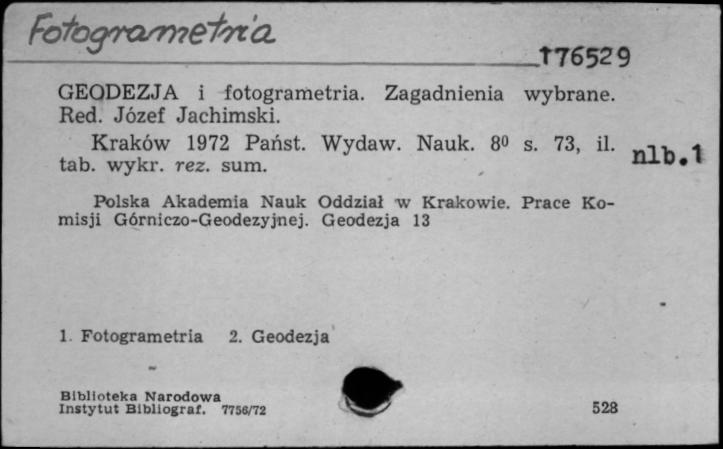 Fotogrametria
176529
GEODEZJA i fotogrametria. Zagadnienia wybrane.
Red. Józef Jachimski.
Kraków 1972 Państ. Wydaw. Nauk. 8⁰ s. 73, il.
nlb.1
tab. wykr. rez. sum.
Polska Akademia Nauk Oddział w Krakowie. Prace Ko-
misji Górniczo-Geodezyjnej. Geodezja 13
1. Fotogrametria 2. Geodezja
Biblioteka Narodowa
Instytut Bibliograf. 7756/72
528